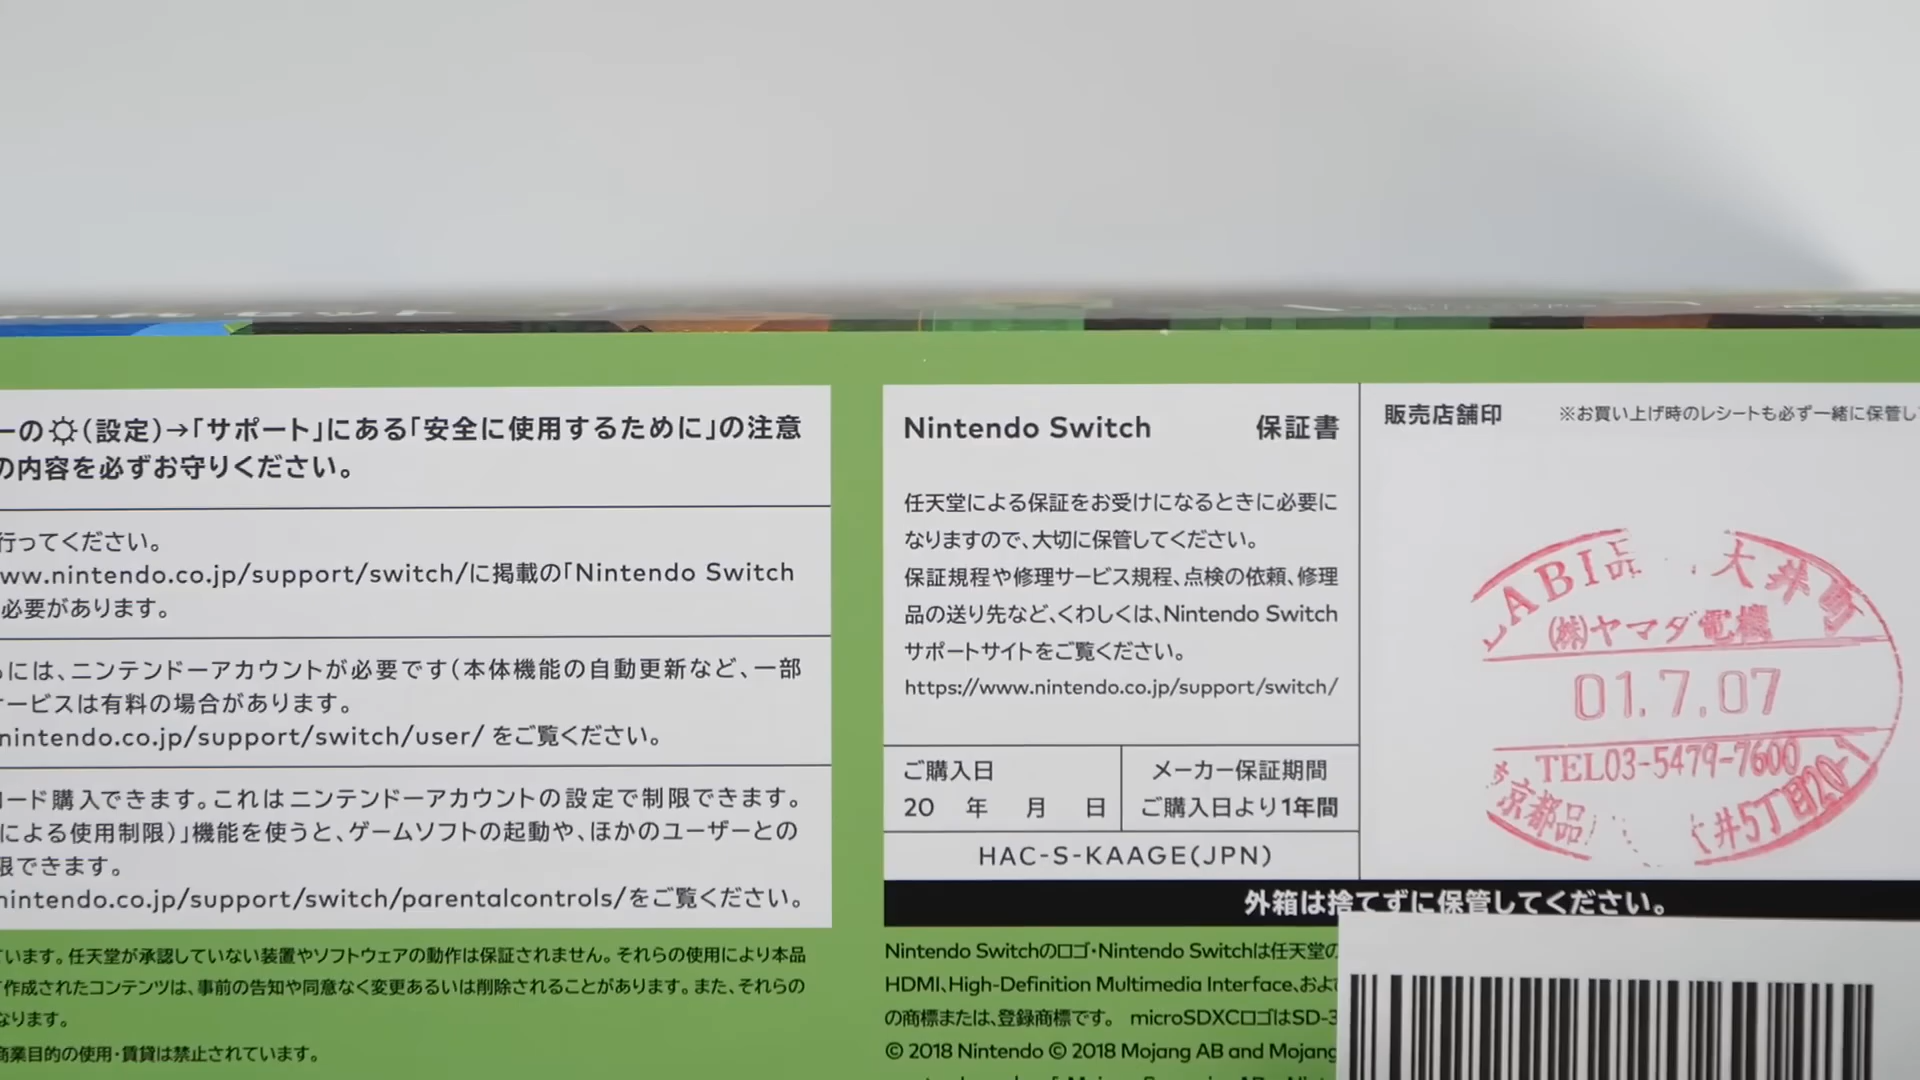 ーの (設定)→「サポート」にある「安全に使用するために」の注意
の内容を必ずお守りください。
行ってください。
ww.nintendo.co.jp/support/switch/に掲載の「Nintendo Switch
必要があります。
には、ニンテンドーアカウントが必要です(本体機能の自動更新など、一部
ービスは有料の場合があります。
nintendo.co.jp/support/switch/user/ をご覧ください。
ード購入できます。これはニンテンドーアカウントの設定で制限できます。
による使用制限)」機能を使うと、ゲームソフトの起動や、ほかのユーザーとの
限できます。
nintendo.co.jp/support/switch/parentalcontrols/をご覧ください。
います。任天堂が承認していない装置やソフトウェアの動作は保証されません。それらの使用により本品
作成されたコンテンツは、事前の告知や同意なく変更あるいは削除されることがあります。また、それらの
なります。
商業目的の使用・賃貸は禁止されています。
Nintendo Switch 保証書
任天堂による保証をお受けになるときに必要に
なりますので、大切に保管してください。
保証規程や修理サービス規程、点検の依頼、修理
品の送り先など、くわしくは、Nintendo Switch
サポートサイトをご覧ください。
https://www.nintendo.co.jp/support/switch/
ご購入日
20 年 月 日
メーカー保証期間
ご購入日より1年間
HAC-S-KAAGE(JPN)
販売店舗印 ※お買い上げ時のレシートも必ず一緒に保管し
LABI品 大井町
(株)ヤマダ電機
01.7.07
TEL03-5479-7600
京都品 井5丁目20-1
外箱は捨てずに保管してください。
Nintendo Switchのロゴ・Nintendo Switchは任天堂の
HDMI、High-Definition Multimedia Interface、およ
の商標または、登録商標です。 microSDXCロゴはSD-3
© 2018 Nintendo © 2018 Mojang AB and Mojang